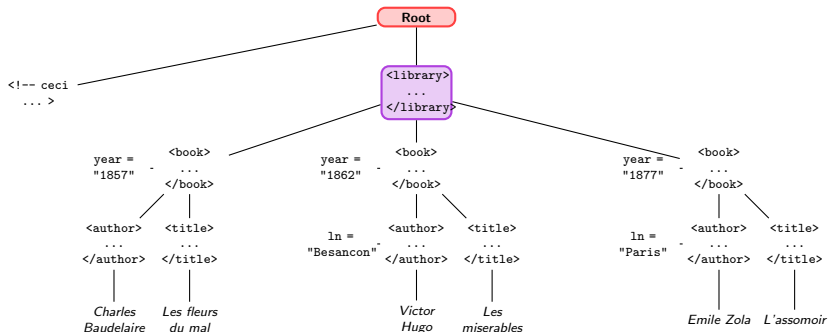 Root
<!-- ceci
... >
<library>
...
</library>
year =
"1857"
<book>
...
</book>
year =
"1862"
<book>
...
</book>
year =
"1877"
<book>
...
</book>
<author>
...
</author>
<title>
...
</title>
ln =
"Besancon"
<author>
...
</author>
<title>
...
</title>
ln =
"Paris"
<author>
...
</author>
<title>
...
</title>
Charles
Baudelaire
Les fleurs
du mal
Victor
Hugo
Les
miserables
Emile Zola
L'assomoir